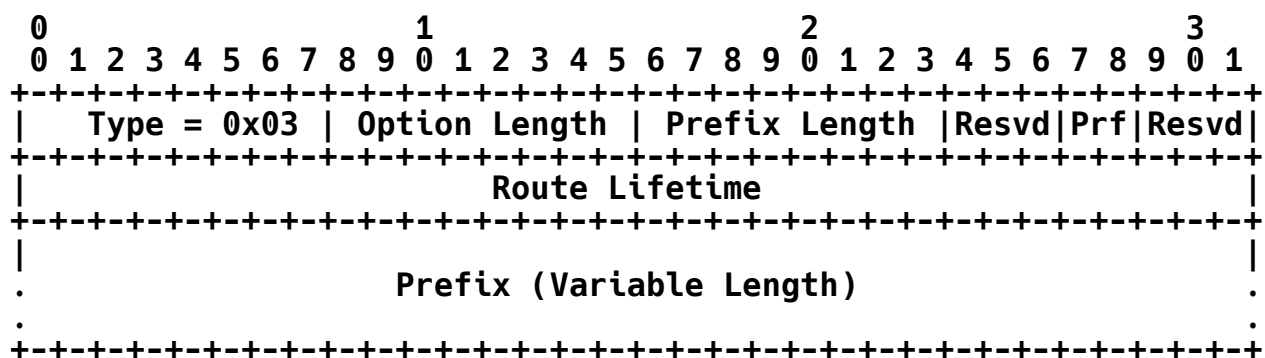 0                   1                   2                   3
 0 1 2 3 4 5 6 7 8 9 0 1 2 3 4 5 6 7 8 9 0 1 2 3 4 5 6 7 8 9 0 1
+-+-+-+-+-+-+-+-+-+-+-+-+-+-+-+-+-+-+-+-+-+-+-+-+-+-+-+-+-+-+-+-+
|   Type = 0x03 | Option Length | Prefix Length |Resvd|Prf|Resvd|
+-+-+-+-+-+-+-+-+-+-+-+-+-+-+-+-+-+-+-+-+-+-+-+-+-+-+-+-+-+-+-+-+
|                        Route Lifetime                         |
+-+-+-+-+-+-+-+-+-+-+-+-+-+-+-+-+-+-+-+-+-+-+-+-+-+-+-+-+-+-+-+-+
|                                                               |
.                   Prefix (Variable Length)                    .
.                                                               .
+-+-+-+-+-+-+-+-+-+-+-+-+-+-+-+-+-+-+-+-+-+-+-+-+-+-+-+-+-+-+-+-+